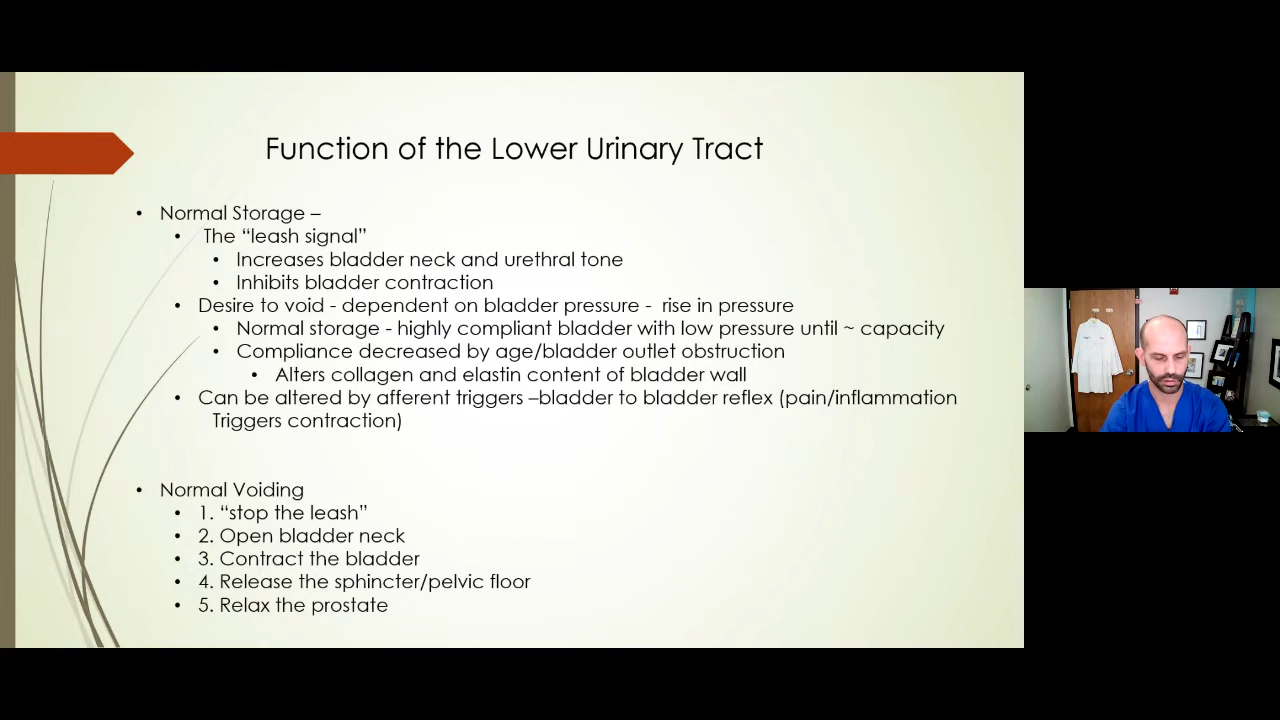 Function of the Lower Urinary Tract
• Normal Storage –
• The “leash signal”
• Increases bladder neck and urethral tone
• Inhibits bladder contraction
• Desire to void - dependent on bladder pressure - rise in pressure
• Normal storage - highly compliant bladder with low pressure until ~ capacity
• Compliance decreased by age/bladder outlet obstruction
• Alters collagen and elastin content of bladder wall
• Can be altered by afferent triggers –bladder to bladder reflex (pain/inflammation
Triggers contraction)
• Normal Voiding
• 1. “stop the leash”
• 2. Open bladder neck
• 3. Contract the bladder
• 4. Release the sphincter/pelvic floor
• 5. Relax the prostate